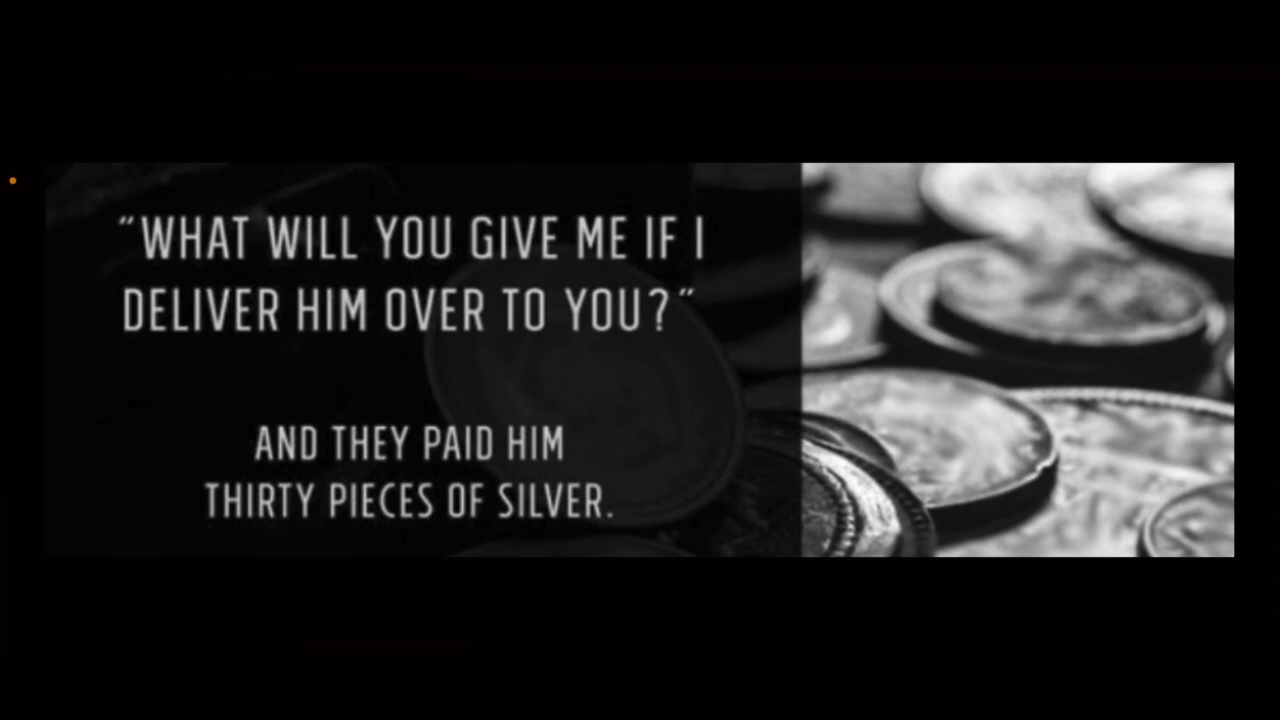 “WHAT WILL YOU GIVE ME IF I
DELIVER HIM OVER TO YOU?”
AND THEY PAID HIM
THIRTY PIECES OF SILVER.